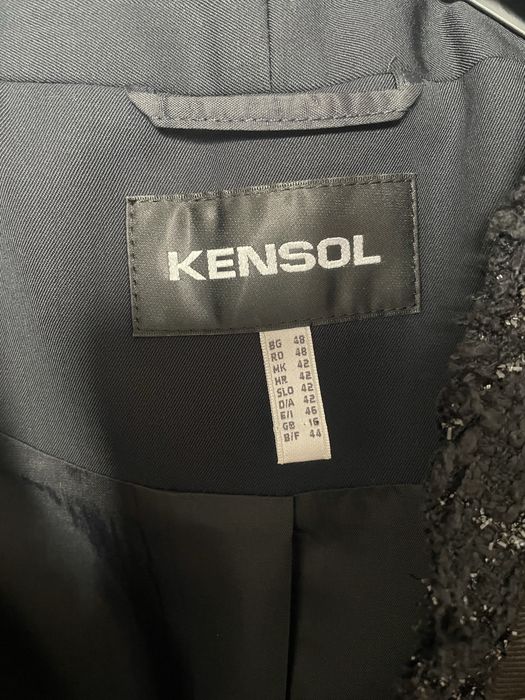 KENSOL
BG 48
RO 48
MK 42
HR 42
SLO 42
D/A 42
E/I 46
GB 16
B/F 44